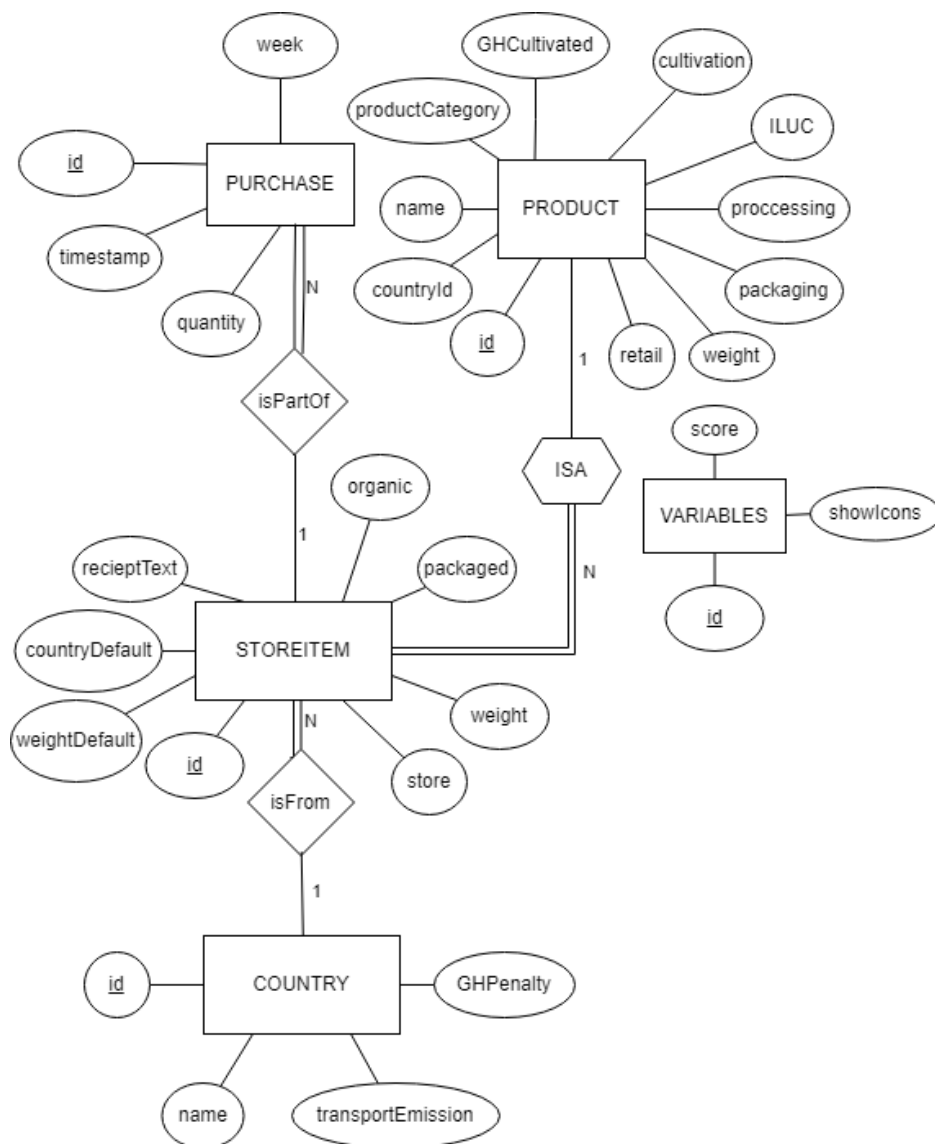 week
GHCultivated
cultivation
productCategory
ILUC
id
PURCHASE
name
PRODUCT
proccessing
timestamp
countryId
packaging
quantity
N
id
retail
weight
1
isPartOf
score
ISA
organic
VARIABLES
showIcons
1
recieptText
packaged
N
id
countryDefault
STOREITEM
weightDefault
id
N
weight
store
isFrom
1
id
COUNTRY
GHPenalty
name
transportEmission